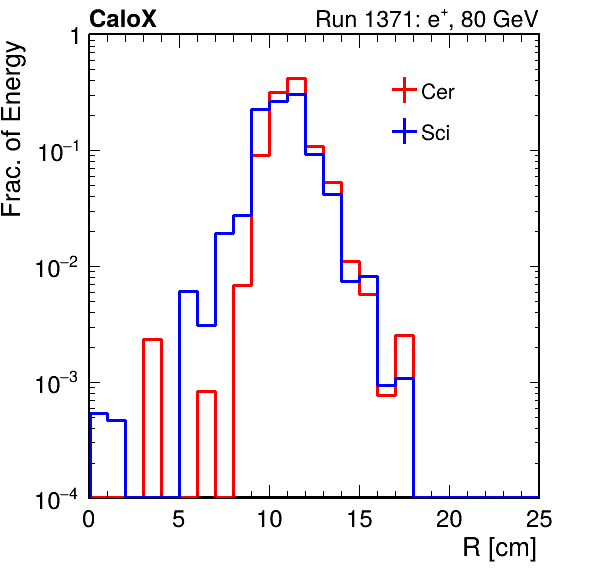 CaloX Run 1371: e⁺, 80 GeV
Frac. of Energy
1
10⁻¹
10⁻²
10⁻³
10⁻⁴
Cer
Sci
0 5 10 15 20 25
R [cm]